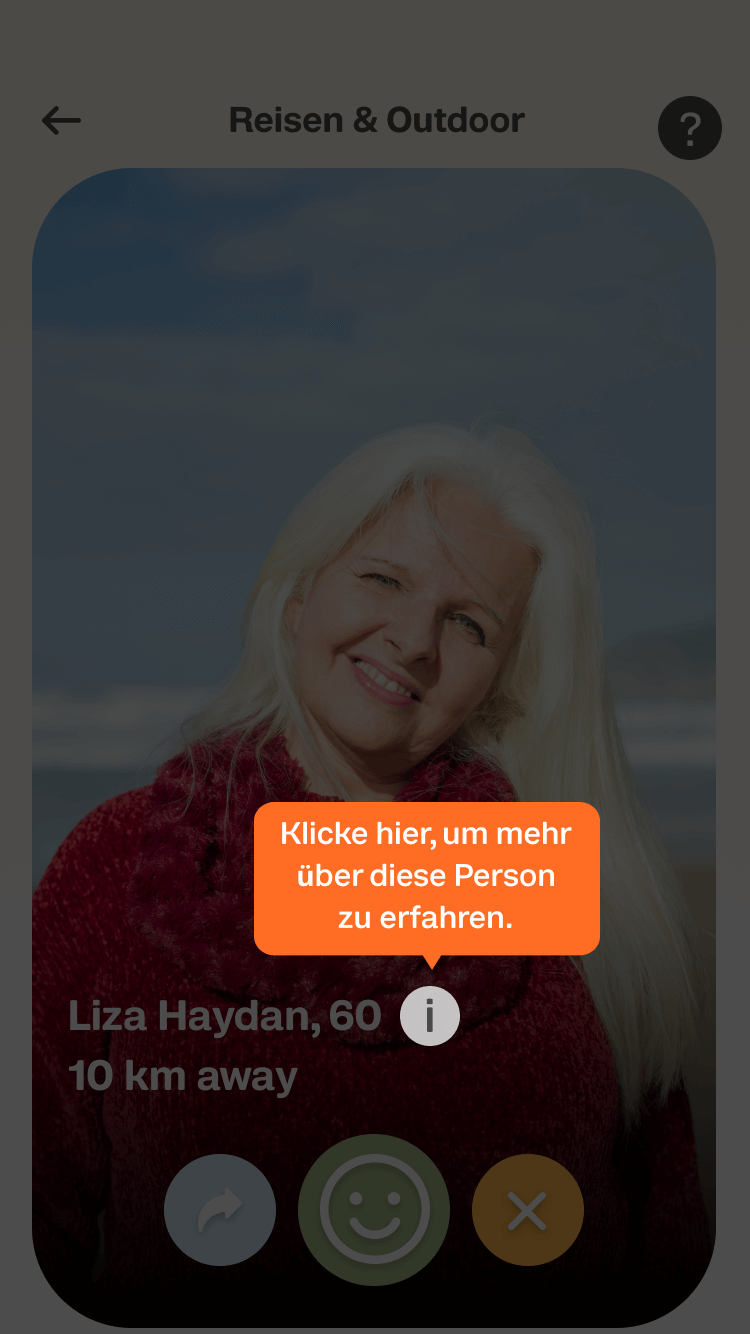 Reisen & Outdoor
?
Klicke hier, um mehr
über diese Person
zu erfahren.
Liza Haydan, 60 i
10 km away